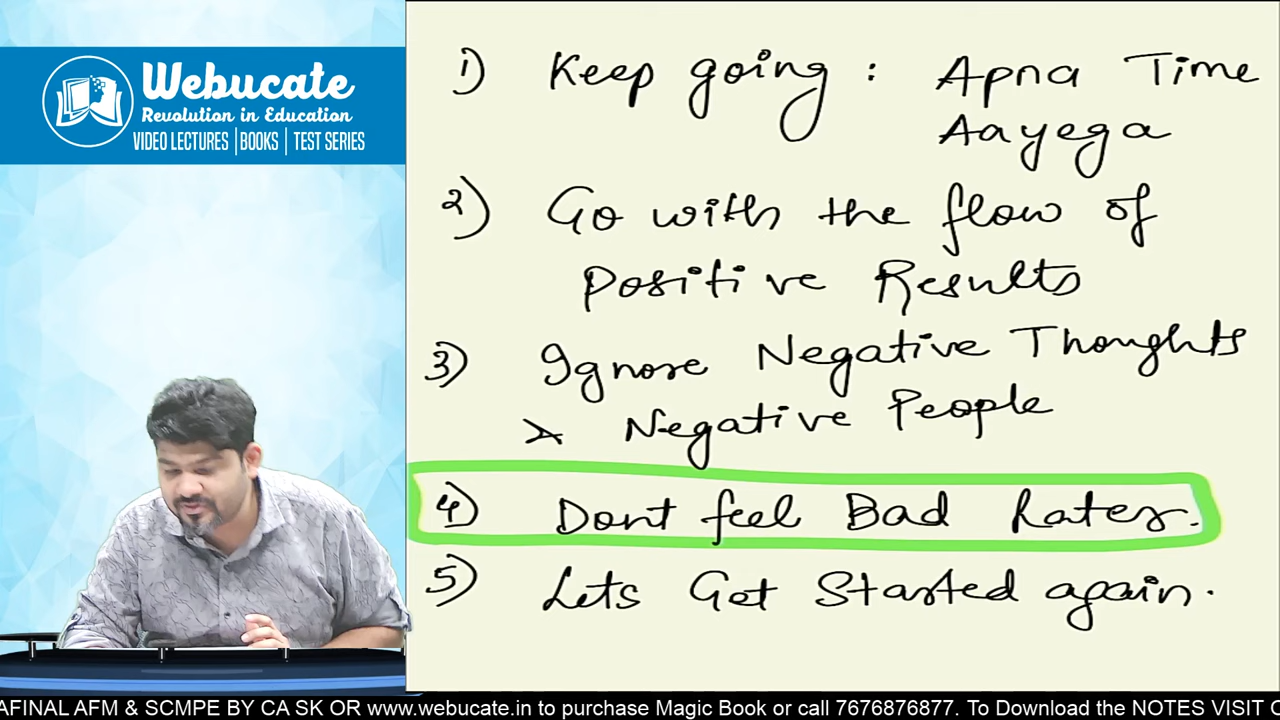 Webucate
Revolution in Education
VIDEO LECTURES | BOOKS | TEST SERIES
1) Keep going : Apna Time
Aayega
2) Go with the flow of
Positive Results
3) Ignore Negative Thoughts
Negative People
4) Dont feel Bad Later.
5) Lets Get Started again.
AFINAL AFM & SCMPE BY CA SK OR www.webucate.in to purchase Magic Book or call 7676876877. To Download the NOTES VISIT